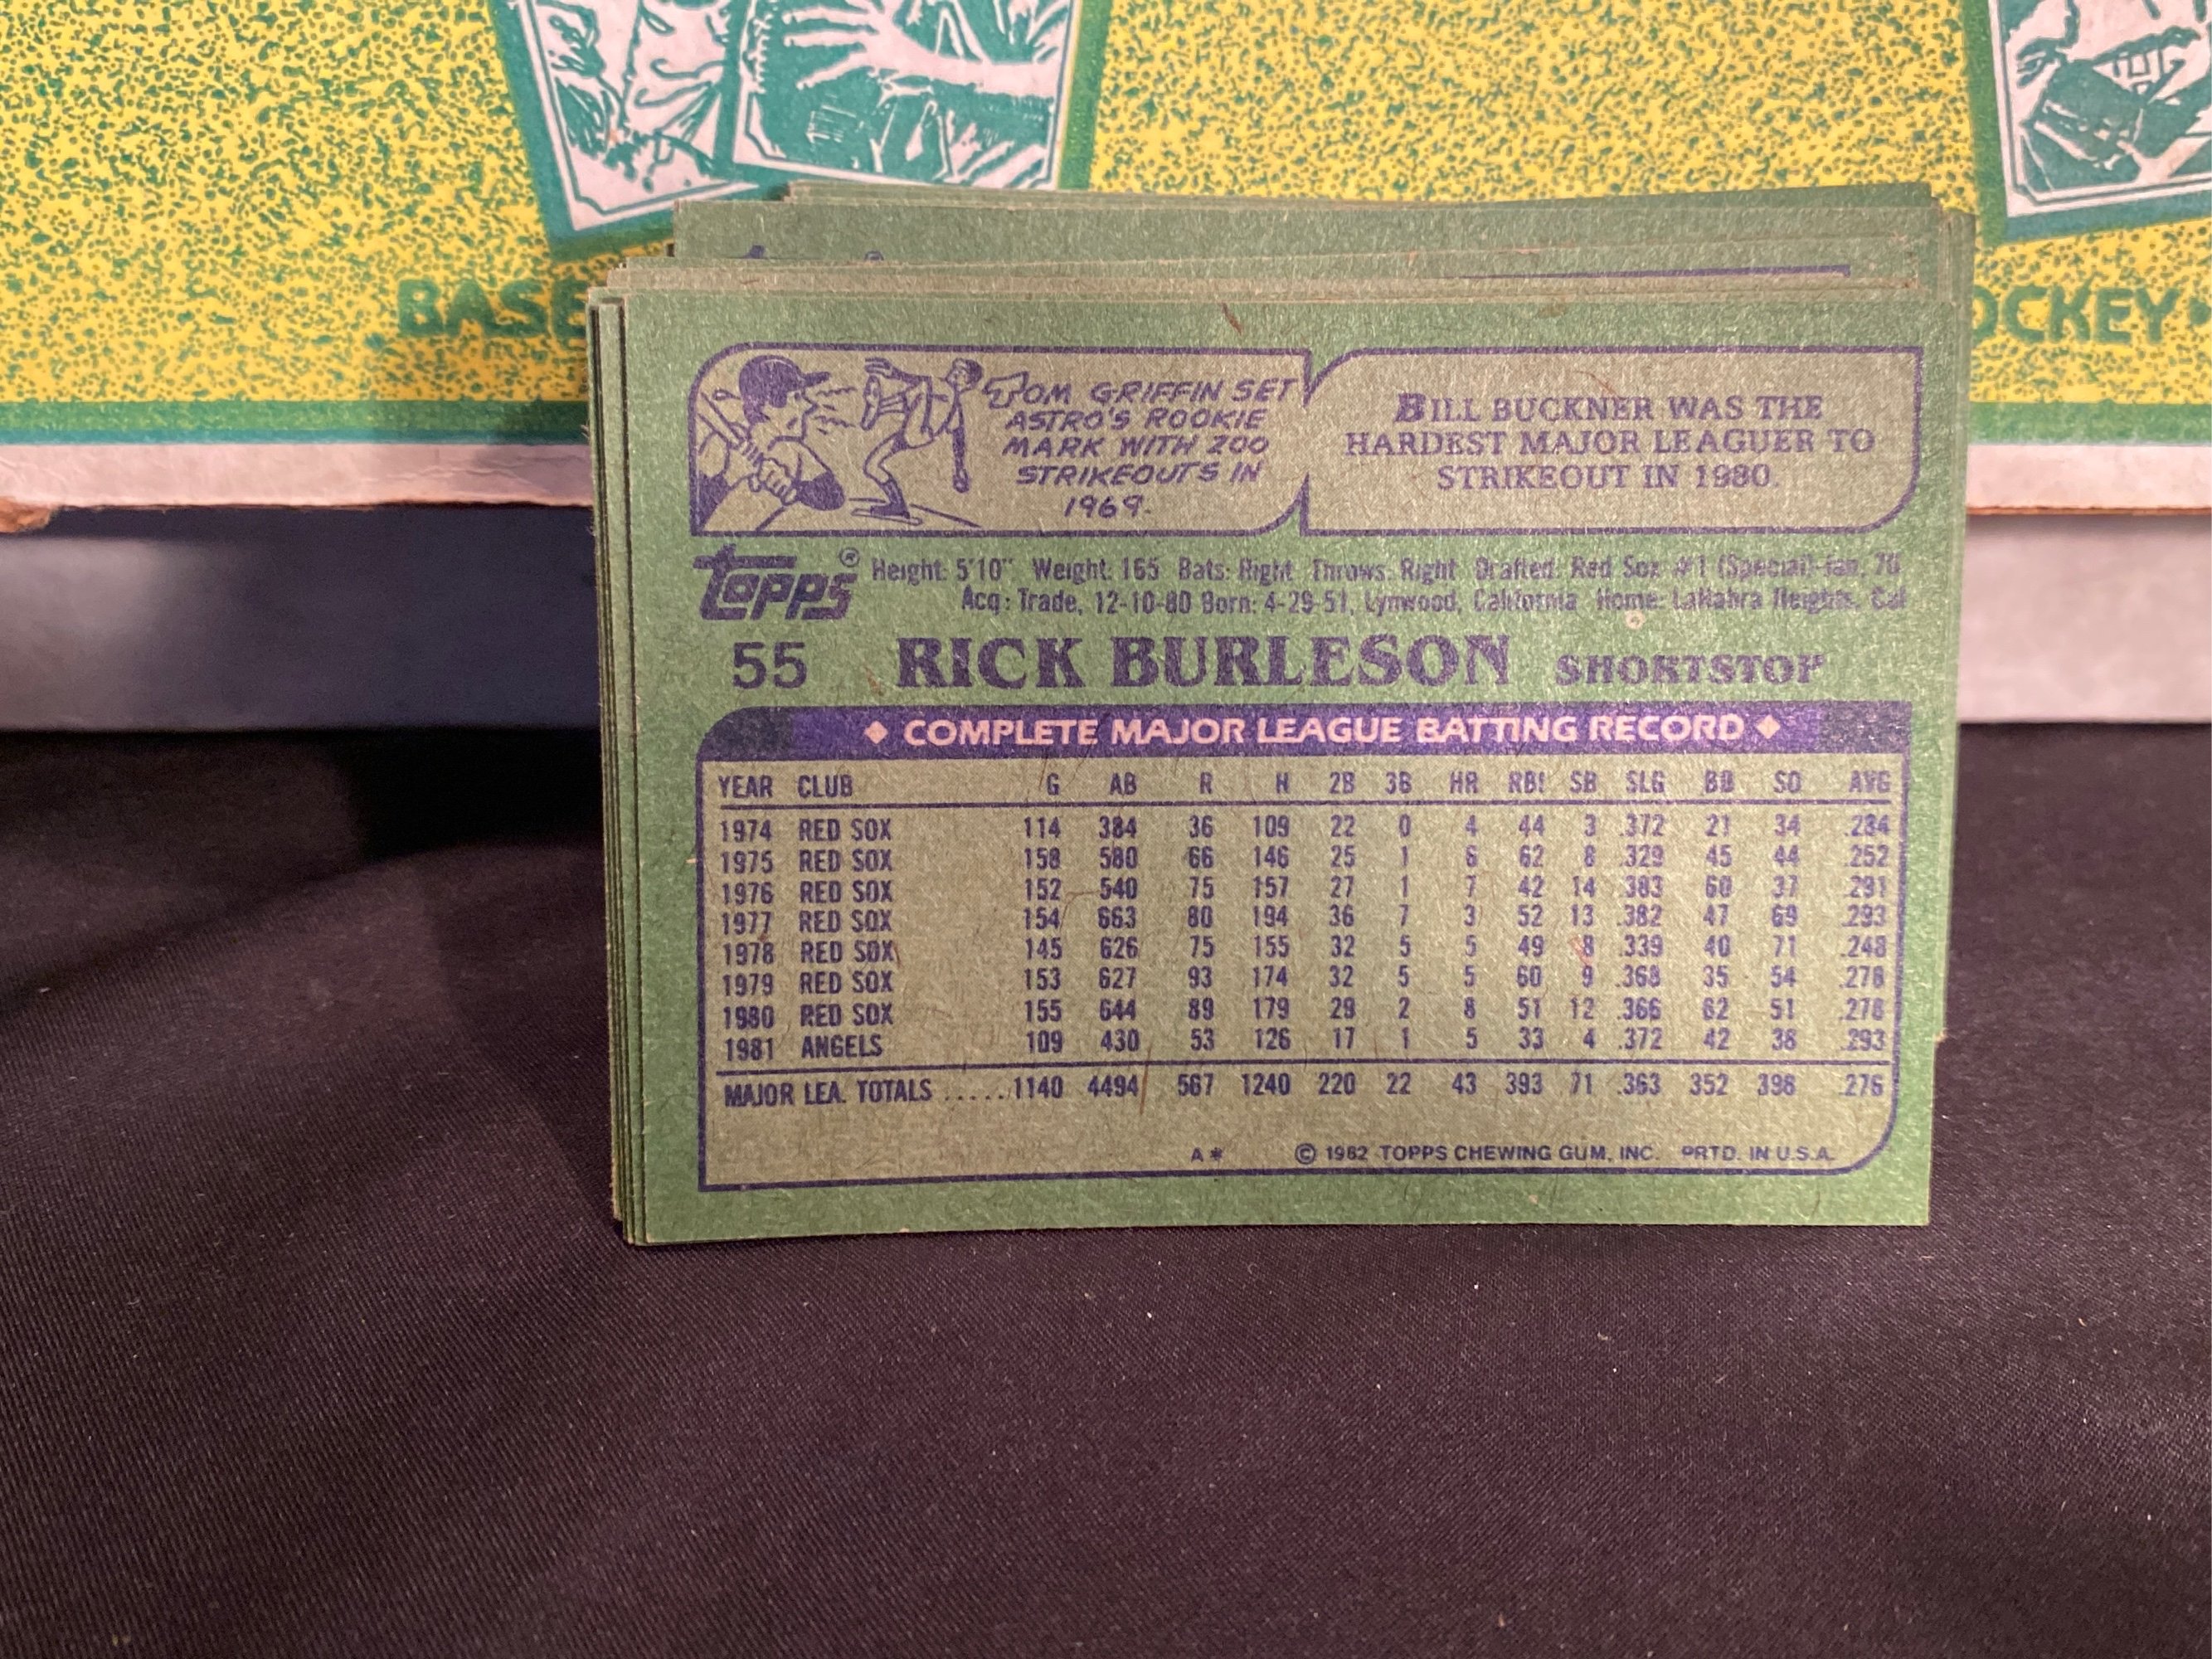 BASE
OCKEY
TOM GRIFFIN SET
ASTRO'S ROOKIE
MARK WITH 200
STRIKEOUTS IN
1969.
BILL BUCKNER WAS THE
HARDEST MAJOR LEAGUER TO
STRIKEOUT IN 1980.
Topps® Height: 5'10" Weight: 165 Bats: Right Throws: Right Drafted: Red Sox #1 (Special)-Jan, 70
Acq: Trade, 12-10-80 Born: 4-29-51, Lynwood, California Home: LaHabra Heights, Cal
55 RICK BURLESON SHORTSTOP
◆ COMPLETE MAJOR LEAGUE BATTING RECORD ◆
YEAR CLUB G AB R H 2B 3B HR RBI SB SLG BB SO AVG
1974 RED SOX 114 384 36 109 22 0 4 44 3 .372 21 34 .284
1975 RED SOX 158 580 66 146 25 1 6 62 8 .329 45 44 .252
1976 RED SOX 152 540 75 157 27 1 7 42 14 .383 60 37 .291
1977 RED SOX 154 663 80 194 36 7 3 52 13 .382 47 69 .293
1978 RED SOX 145 626 75 155 32 5 5 49 8 .339 40 71 .248
1979 RED SOX 153 627 93 174 32 5 5 60 9 .368 35 54 .278
1980 RED SOX 155 644 89 179 29 2 8 51 12 .366 62 51 .278
1981 ANGELS 109 430 53 126 17 1 5 33 4 .372 42 38 .293
MAJOR LEA. TOTALS .....1140 4494 567 1240 220 22 43 393 71 .363 352 398 .276
A* © 1982 TOPPS CHEWING GUM, INC. PRTD. IN U.S.A.